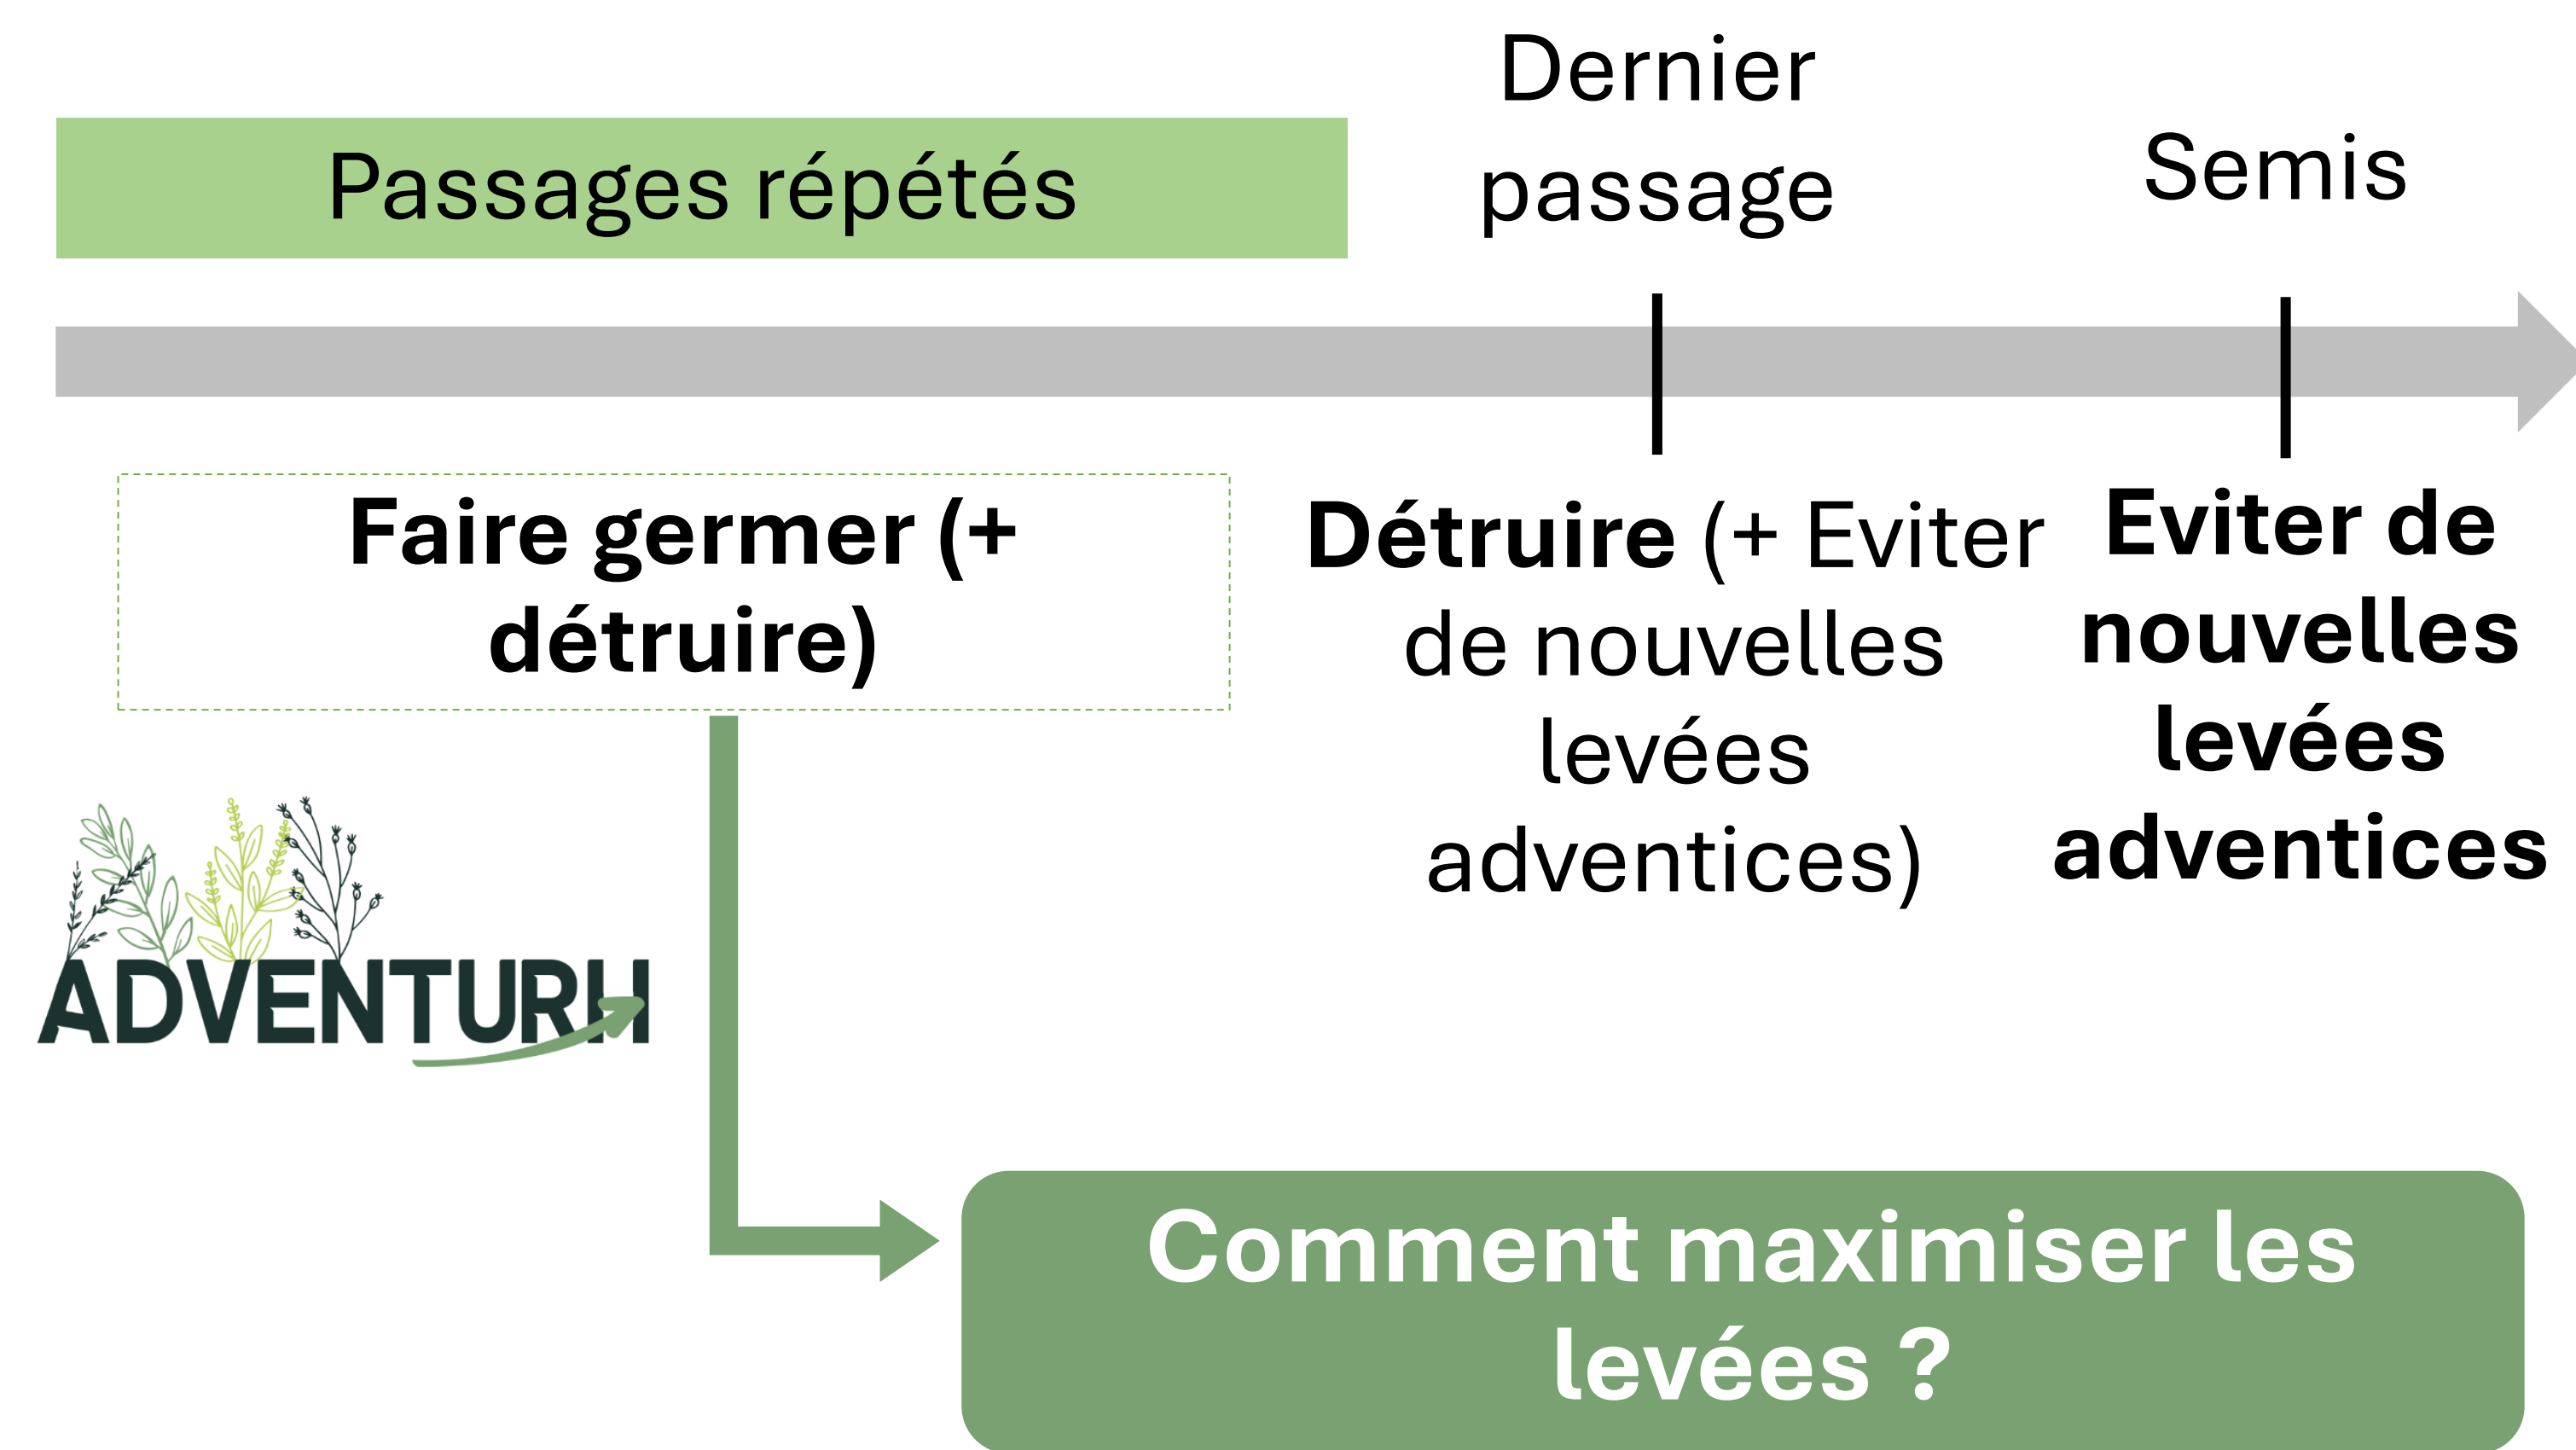 Passages répétés
Dernier
passage
Semis
Faire germer (+
détruire)
Détruire (+ Eviter
de nouvelles
levées
adventices)
Eviter de
nouvelles
levées
adventices
ADVENTURH
Comment maximiser les
levées ?